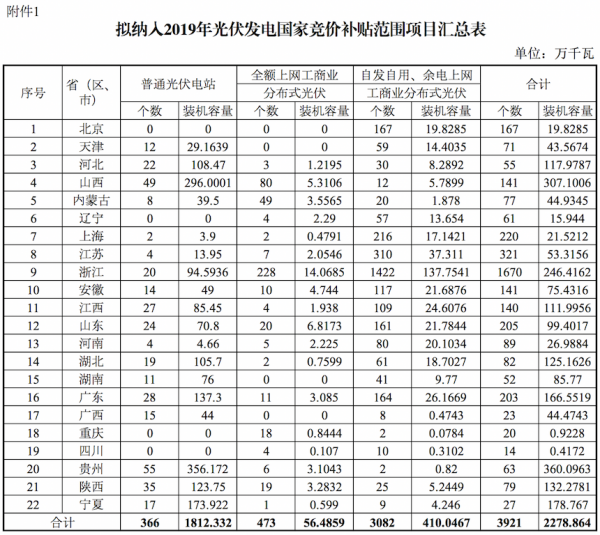 附件1
拟纳入2019年光伏发电国家竞价补贴范围项目汇总表
单位：万千瓦
序号 省（区、市） 普通光伏电站 全额上网工商业分布式光伏 自发自用、余电上网工商业分布式光伏 合计
个数 装机容量 个数 装机容量 个数 装机容量 个数 装机容量
1 北京 0 0 0 0 167 19.8285 167 19.8285
2 天津 12 29.1639 0 0 59 14.4035 71 43.5674
3 河北 22 108.47 3 1.2195 30 8.2892 55 117.9787
4 山西 49 296.0001 80 5.3106 12 5.7899 141 307.1006
5 内蒙古 8 39.5 49 3.5565 20 1.878 77 44.9345
6 辽宁 0 0 4 2.29 57 13.654 61 15.944
7 上海 2 3.9 2 0.4791 216 17.1421 220 21.5212
8 江苏 4 13.95 7 2.0546 310 37.311 321 53.3156
9 浙江 20 94.5936 228 14.0685 1422 137.7541 1670 246.4162
10 安徽 14 49 10 4.744 117 21.6876 141 75.4316
11 江西 27 85.45 4 1.938 109 24.6076 140 111.9956
12 山东 24 70.8 20 6.8173 161 21.7844 205 99.4017
13 河南 4 4.66 5 2.225 80 20.1034 89 26.9884
14 湖北 19 105.7 2 0.7599 61 18.7027 82 125.1626
15 湖南 11 76 0 0 41 9.77 52 85.77
16 广东 28 137.3 11 3.085 164 26.1669 203 166.5519
17 广西 15 44 0 0 8 0.4743 23 44.4743
18 重庆 0 0 18 0.8444 2 0.0784 20 0.9228
19 四川 0 0 4 0.107 10 0.3102 14 0.4172
20 贵州 55 356.172 6 3.1043 2 0.82 63 360.0963
21 陕西 35 123.75 19 3.2832 25 5.2449 79 132.2781
22 宁夏 17 173.922 1 0.599 9 4.246 27 178.767
合计 366 1812.332 473 56.4859 3082 410.0467 3921 2278.864